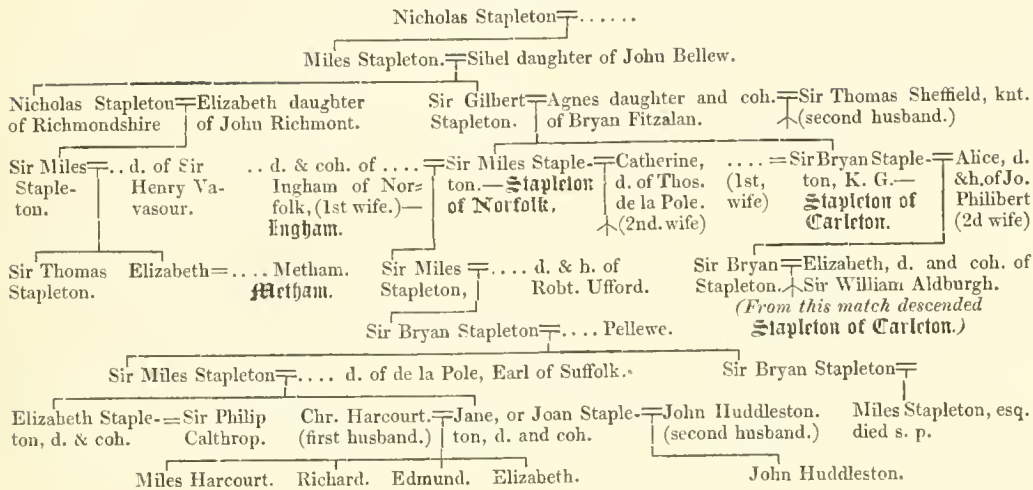 Nicholas Stapleton=. . . . . .
Miles Stapleton.=Sihel daughter of John Bellew.
Nicholas Stapleton=Elizabeth daughter
of Richmondshire of John Richmont.
Sir Gilbert=Agnes daughter and coh.=Sir Thomas Sheffield, knt.
Stapleton. of Bryan Fitzalan. (second husband.)
Sir Miles=. . d. of Sir
Staple- Henry Va-
ton. vasour.
. . d. & coh. of . . . .=Sir Miles Staple-=Catherine,
Ingham of Nor= ton.—Stapleton d. of Thos.
folk, (1st wife.)— of Norfolk, de la Pole.
Ingham. (2nd. wife)
. . . .=Sir Bryan Staple-=Alice, d.
(1st, ton, K. G.— &h. of Jo.
wife) Stapleton of Philibert
Carleton. (2d wife)
Sir Thomas Elizabeth=. . . . Metham.
Stapleton. Metham.
Sir Miles=. . . . d. & h. of
Stapleton, Robt. Ufford.
Sir Bryan=Elizabeth, d. and coh. of
Stapleton. Sir William Aldburgh.
(From this match descended
Stapleton of Carleton.)
Sir Bryan Stapleton=. . . . Pellewe.
Sir Miles Stapleton=. . . . d. of de la Pole, Earl of Suffolk.
Sir Bryan Stapleton=
Elizabeth Staple-=Sir Philip
ton, d. & coh. Calthrop.
Chr. Harcourt.=Jane, or Joan Staple-=John Huddleston.
(first husband.) ton, d. and coh. (second husband.)
Miles Stapleton, esq.
died s. p.
Miles Harcourt. Richard. Edmund. Elizabeth.
John Huddleston.